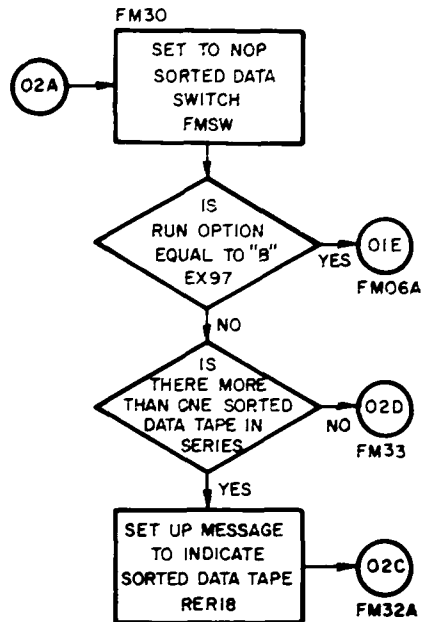 FM30
SET TO NOP
SORTED DATA
SWITCH
FMSW
02A
IS
RUN OPTION
EQUAL TO "B"
EX97
YES
01E
FM06A
NO
IS
THERE MORE
THAN ONE SORTED
DATA TAPE IN
SERIES
NO
02D
FM33
YES
SET UP MESSAGE
TO INDICATE
SORTED DATA TAPE
RER18
02C
FM32A